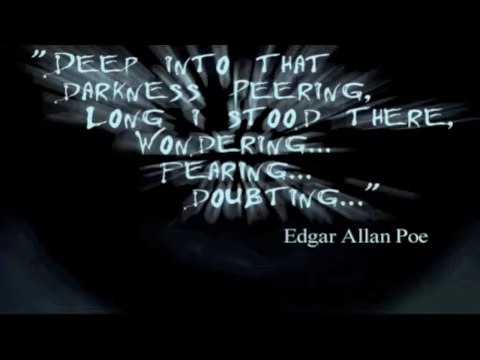 "DEEP INTO THAT
DARKNESS PEERING,
LONG I STOOD THERE,
WONDERING...
FEARING...
DOUBTING..."
Edgar Allan Poe